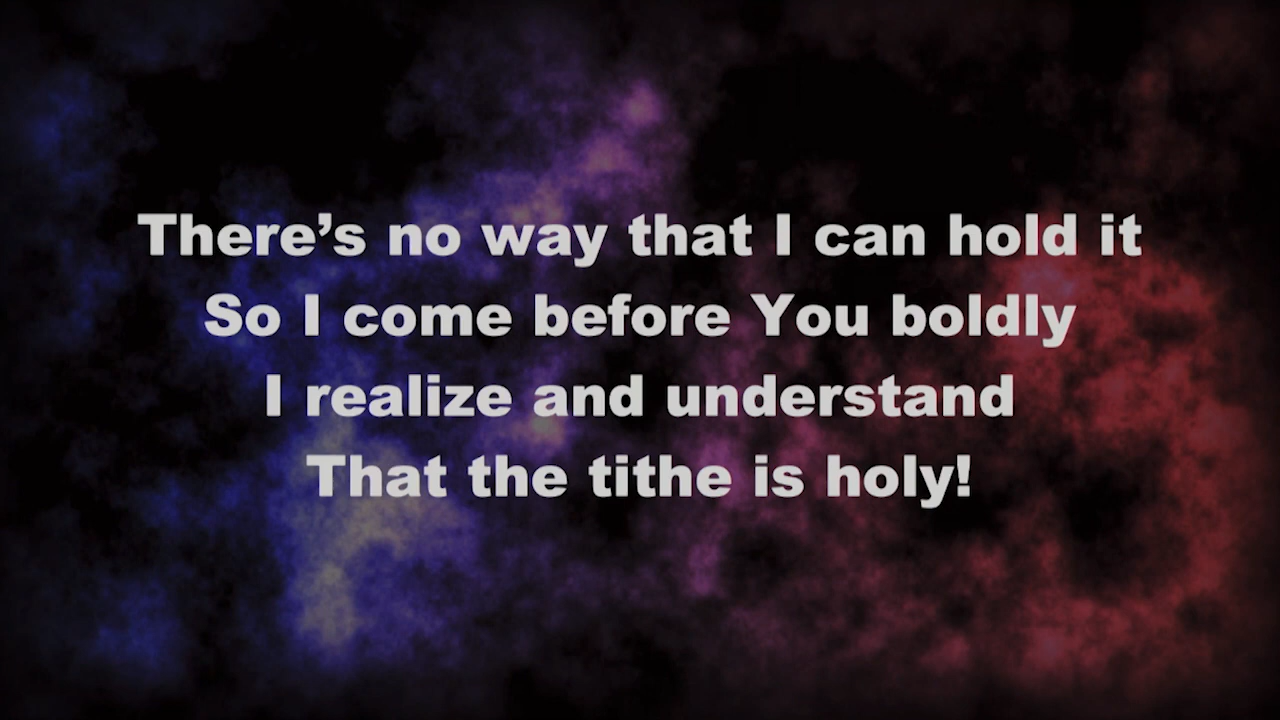 There’s no way that I can hold it
So I come before You boldly
I realize and understand
That the tithe is holy!